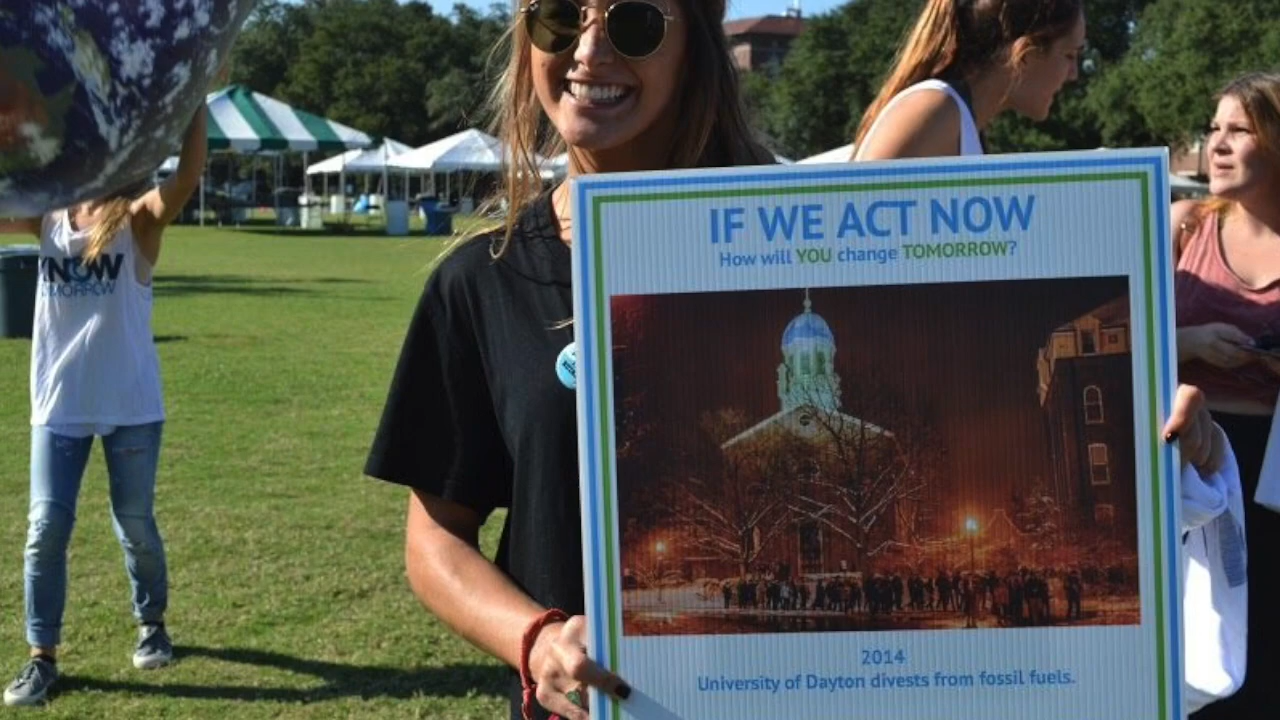 KNOW
TOMORROW
IF WE ACT NOW
How will YOU change TOMORROW?
2014
University of Dayton divests from fossil fuels.